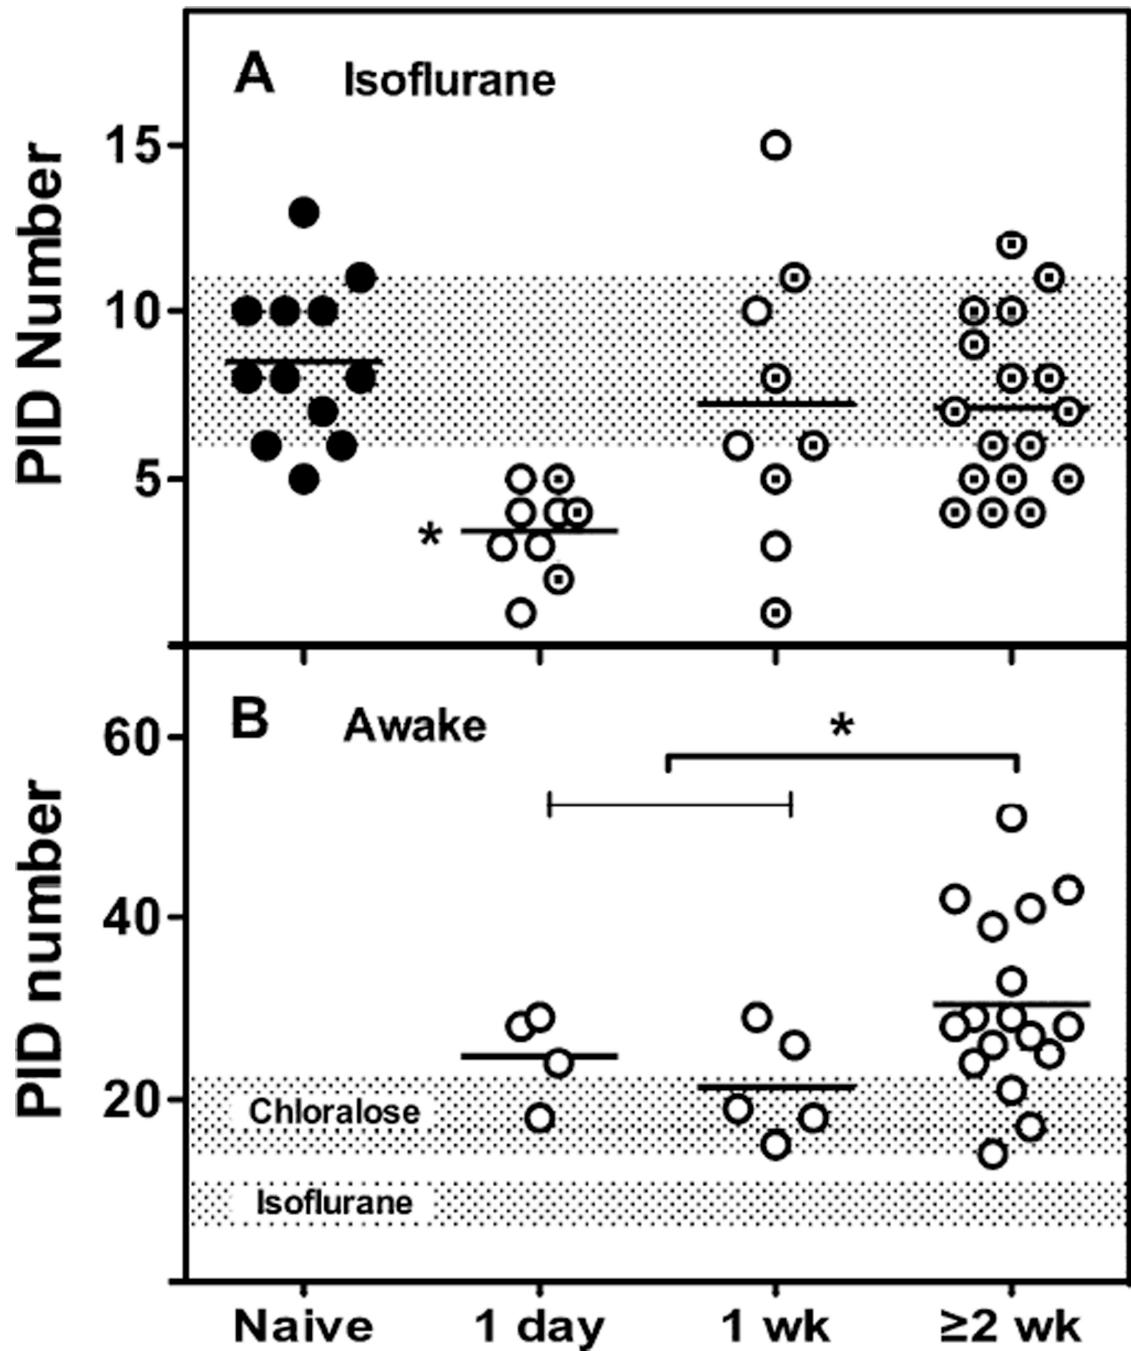 A Isoflurane
PID Number
15
10
5
*
B Awake
*
PID number
60
40
20
Chloralose
Isoflurane
Naive 1 day 1 wk ≥2 wk